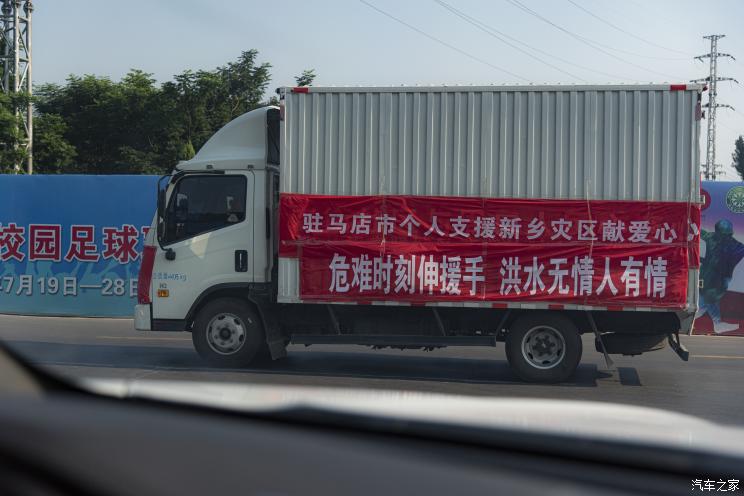 驻马店市个人支援新乡灾区献爱心
危难时刻伸援手 洪水无情人有情
校园足球
7月19日—28日
汽车之家